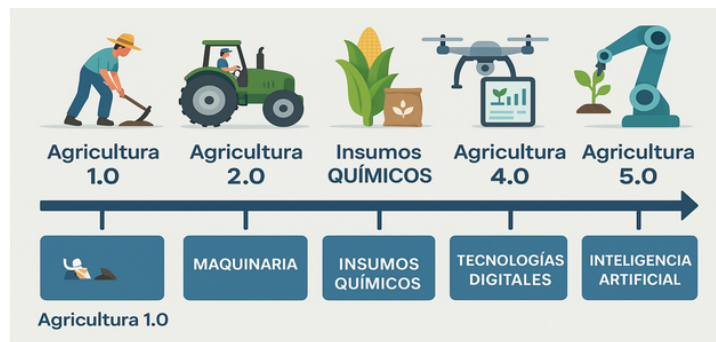 Agricultura
1.0
Agricultura
2.0
Insumos
QUÍMICOS
Agricultura
4.0
Agricultura
5.0
MAQUINARIA
INSUMOS
QUÍMICOS
TECNOLOGÍAS
DIGITALES
INTELIGENCIA
ARTIFICIAL
Agricultura 1.0